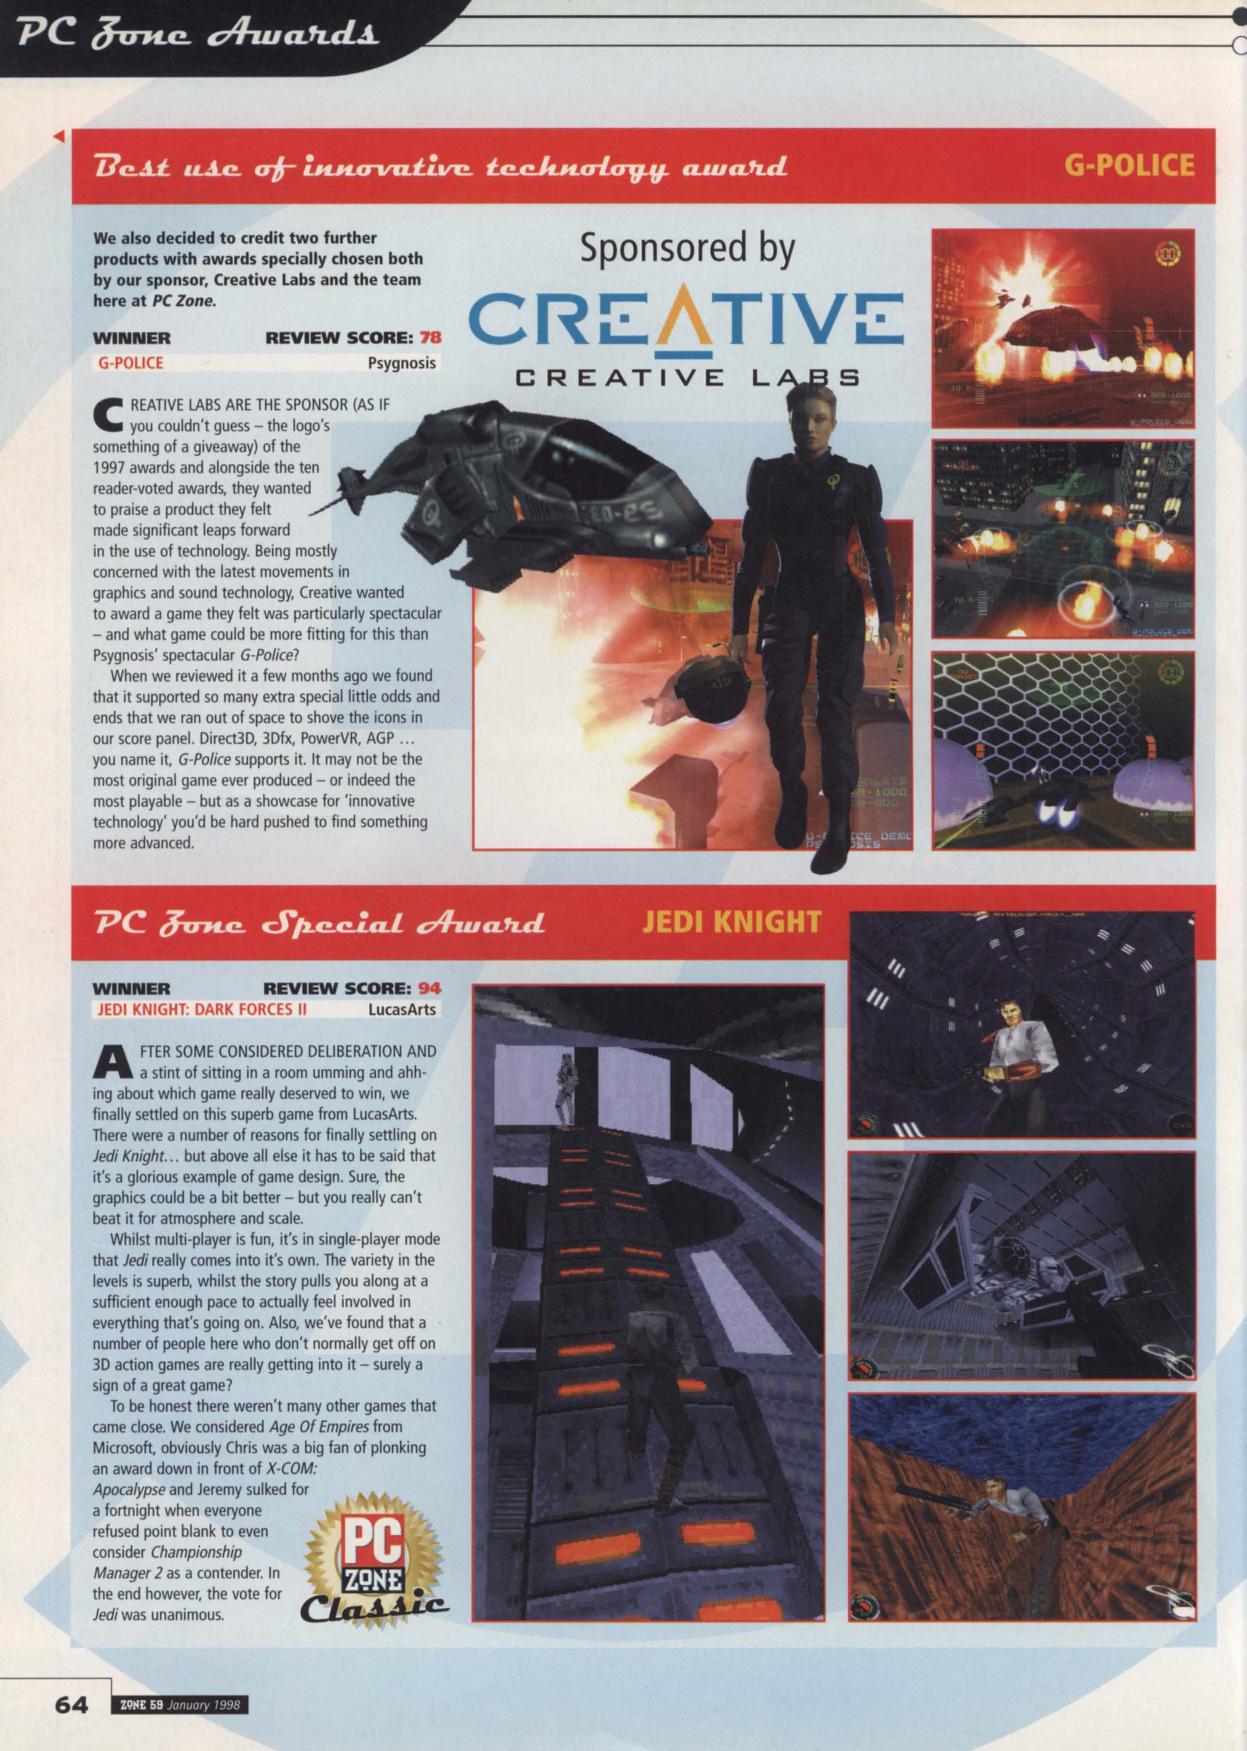 PC Zone Awards
Best use of innovative technology award
G-POLICE
We also decided to credit two further
products with awards specially chosen both
by our sponsor, Creative Labs and the team
here at PC Zone.
WINNER REVIEW SCORE: 78
G-POLICE Psygnosis
CREATIVE LABS ARE THE SPONSOR (AS IF
you couldn't guess – the logo's
something of a giveaway) of the
1997 awards and alongside the ten
reader-voted awards, they wanted
to praise a product they felt
made significant leaps forward
in the use of technology. Being mostly
concerned with the latest movements in
graphics and sound technology, Creative wanted
to award a game they felt was particularly spectacular
– and what game could be more fitting for this than
Psygnosis' spectacular G-Police?
When we reviewed it a few months ago we found
that it supported so many extra special little odds and
ends that we ran out of space to shove the icons in
our score panel. Direct3D, 3Dfx, PowerVR, AGP ...
you name it, G-Police supports it. It may not be the
most original game ever produced – or indeed the
most playable – but as a showcase for 'innovative
technology' you'd be hard pushed to find something
more advanced.
Sponsored by
CREATIVE
CREATIVE LABS
PC Zone Special Award
JEDI KNIGHT
WINNER REVIEW SCORE: 94
JEDI KNIGHT: DARK FORCES II LucasArts
AFTER SOME CONSIDERED DELIBERATION AND
a stint of sitting in a room umming and ahh-
ing about which game really deserved to win, we
finally settled on this superb game from LucasArts.
There were a number of reasons for finally settling on
Jedi Knight... but above all else it has to be said that
it's a glorious example of game design. Sure, the
graphics could be a bit better – but you really can't
beat it for atmosphere and scale.
Whilst multi-player is fun, it's in single-player mode
that Jedi really comes into it's own. The variety in the
levels is superb, whilst the story pulls you along at a
sufficient enough pace to actually feel involved in
everything that's going on. Also, we've found that a
number of people here who don't normally get off on
3D action games are really getting into it – surely a
sign of a great game?
To be honest there weren't many other games that
came close. We considered Age Of Empires from
Microsoft, obviously Chris was a big fan of plonking
an award down in front of X-COM:
Apocalypse and Jeremy sulked for
a fortnight when everyone
refused point blank to even
consider Championship
Manager 2 as a contender. In
the end however, the vote for
Jedi was unanimous.
PC
ZONE
Classic
64 ZONE 59 January 1998